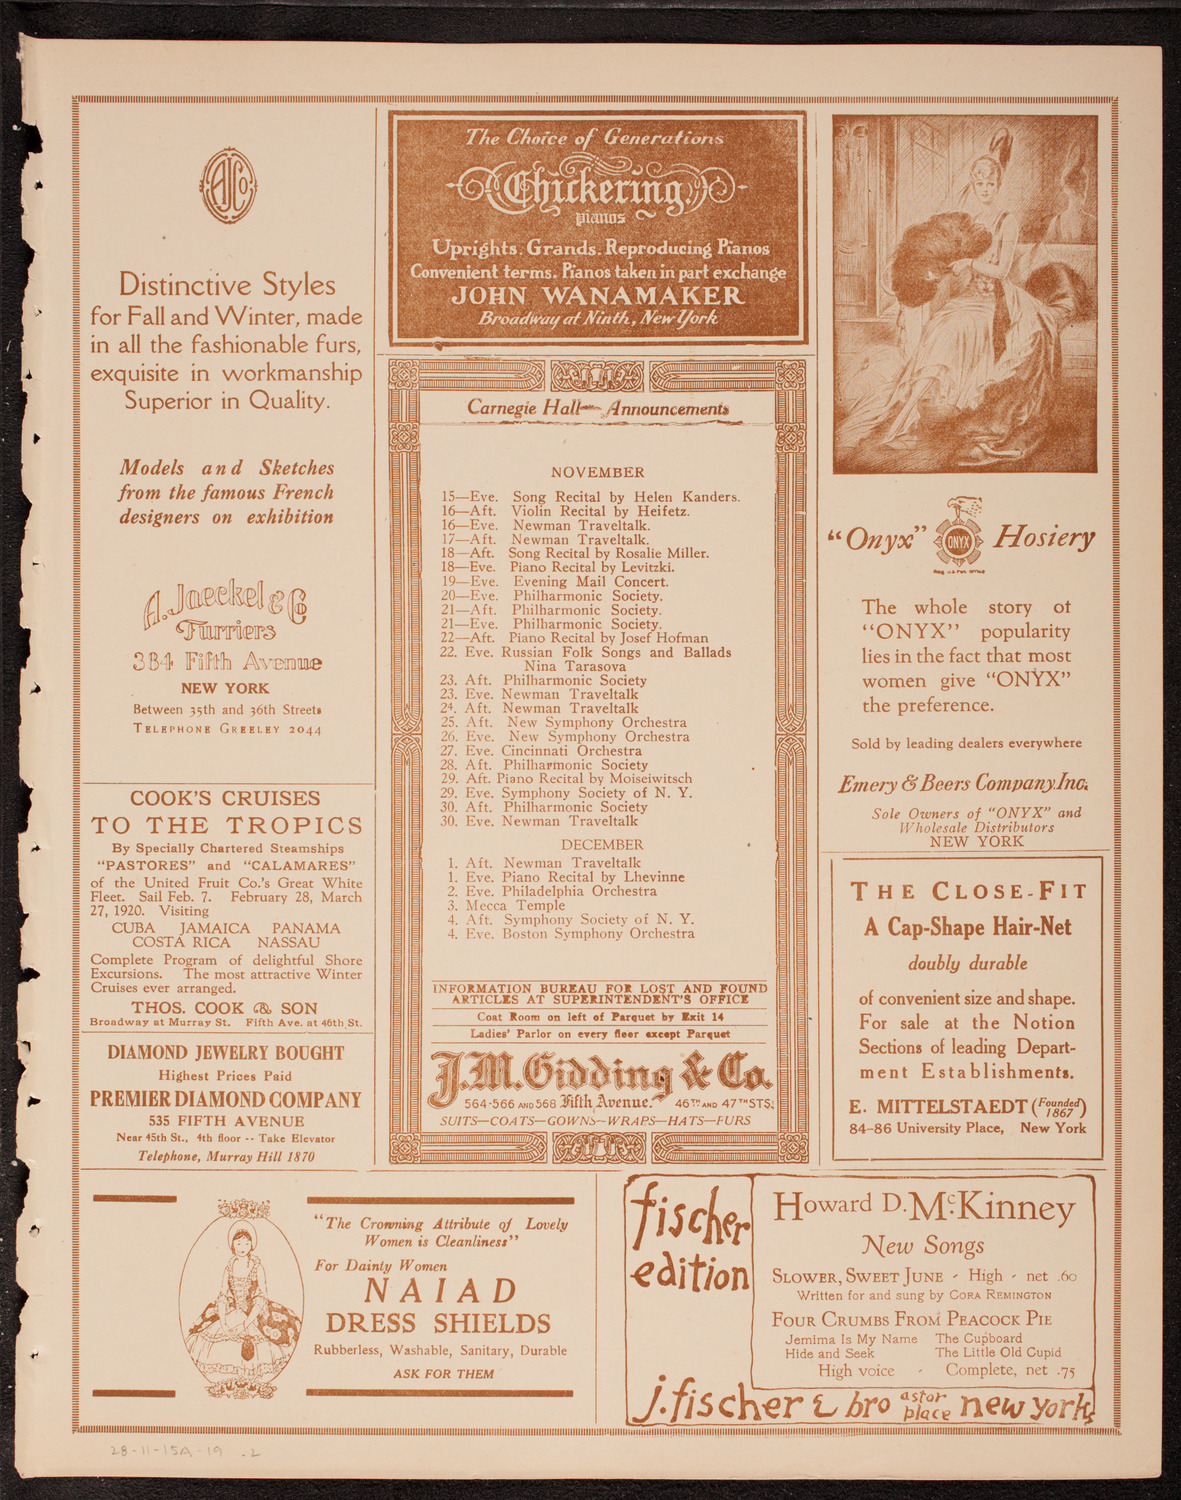 AJCo.
Distinctive Styles
for Fall and Winter, made
in all the fashionable furs,
exquisite in workmanship
Superior in Quality.
Models and Sketches
from the famous French
designers on exhibition
A. Jaeckel & Co
Furriers
384 Fifth Avenue
NEW YORK
Between 35th and 36th Streets
TELEPHONE GREELEY 2044
COOK'S CRUISES
TO THE TROPICS
By Specially Chartered Steamships
"PASTORES" and "CALAMARES"
of the United Fruit Co.'s Great White
Fleet. Sail Feb. 7. February 28, March
27, 1920. Visiting
CUBA JAMAICA PANAMA
COSTA RICA NASSAU
Complete Program of delightful Shore
Excursions. The most attractive Winter
Cruises ever arranged.
THOS. COOK & SON
Broadway at Murray St. Fifth Ave. at 46th St.
DIAMOND JEWELRY BOUGHT
Highest Prices Paid
PREMIER DIAMOND COMPANY
535 FIFTH AVENUE
Near 45th St., 4th floor -- Take Elevator
Telephone, Murray Hill 1870
The Choice of Generations
Chickering
pianos
Uprights. Grands. Reproducing Pianos
Convenient terms. Pianos taken in part exchange
JOHN WANAMAKER
Broadway at Ninth, New York
Carnegie Hall—Announcements
NOVEMBER
15—Eve. Song Recital by Helen Kanders.
16—Aft. Violin Recital by Heifetz.
16—Eve. Newman Traveltalk.
17—Aft. Newman Traveltalk.
18—Aft. Song Recital by Rosalie Miller.
18—Eve. Piano Recital by Levitzki.
19—Eve. Evening Mail Concert.
20—Eve. Philharmonic Society.
21—Aft. Philharmonic Society.
21—Eve. Philharmonic Society.
22—Aft. Piano Recital by Josef Hofman
22. Eve. Russian Folk Songs and Ballads
Nina Tarasova
23. Aft. Philharmonic Society
23. Eve. Newman Traveltalk
24. Aft. Newman Traveltalk
25. Aft. New Symphony Orchestra
26. Eve. New Symphony Orchestra
27. Eve. Cincinnati Orchestra
28. Aft. Philharmonic Society
29. Aft. Piano Recital by Moiseiwitsch
29. Eve. Symphony Society of N. Y.
30. Aft. Philharmonic Society
30. Eve. Newman Traveltalk
DECEMBER
1. Aft. Newman Traveltalk
1. Eve. Piano Recital by Lhevinne
2. Eve. Philadelphia Orchestra
3. Mecca Temple
4. Aft. Symphony Society of N. Y.
4. Eve. Boston Symphony Orchestra
INFORMATION BUREAU FOR LOST AND FOUND
ARTICLES AT SUPERINTENDENT'S OFFICE
Coat Room on left of Parquet by Exit 14
Ladies' Parlor on every floor except Parquet
J.M. Gidding & Co.
564-566 AND 568 Fifth Avenue. 46TH AND 47TH STS.
SUITS—COATS—GOWNS—WRAPS—HATS—FURS
"Onyx" ONYX Hosiery
Reg. U.S. Pat. Office
The whole story of
"ONYX" popularity
lies in the fact that most
women give "ONYX"
the preference.
Sold by leading dealers everywhere
Emery & Beers Company. Inc.
Sole Owners of "ONYX" and
Wholesale Distributors
NEW YORK
THE CLOSE-FIT
A Cap-Shape Hair-Net
doubly durable
of convenient size and shape.
For sale at the Notion
Sections of leading Depart-
ment Establishments.
E. MITTELSTAEDT (Founded 1867)
84-86 University Place, New York
"The Crowning Attribute of Lovely
Women is Cleanliness"
For Dainty Women
NAIAD
DRESS SHIELDS
Rubberless, Washable, Sanitary, Durable
ASK FOR THEM
fischer
edition
Howard D. McKinney
New Songs
SLOWER, SWEET JUNE - High - net .60
Written for and sung by CORA REMINGTON
FOUR CRUMBS FROM PEACOCK PIE
Jemima Is My Name The Cupboard
Hide and Seek The Little Old Cupid
High voice - Complete, net .75
j. fischer & bro astor place new york
28-11-15A-19 .2